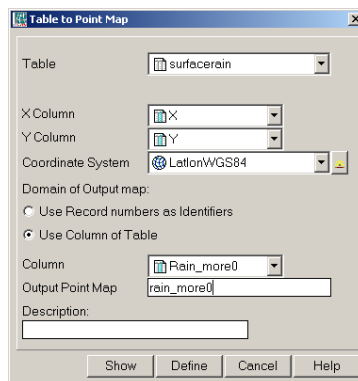 Table to Point Map
Table surfacerain
X Column X
Y Column Y
Coordinate System LatlonWGS84
Domain of Output map:
Use Record numbers as Identifiers
Use Column of Table
Column Rain_more0
Output Point Map rain_more0
Description:
Show Define Cancel Help